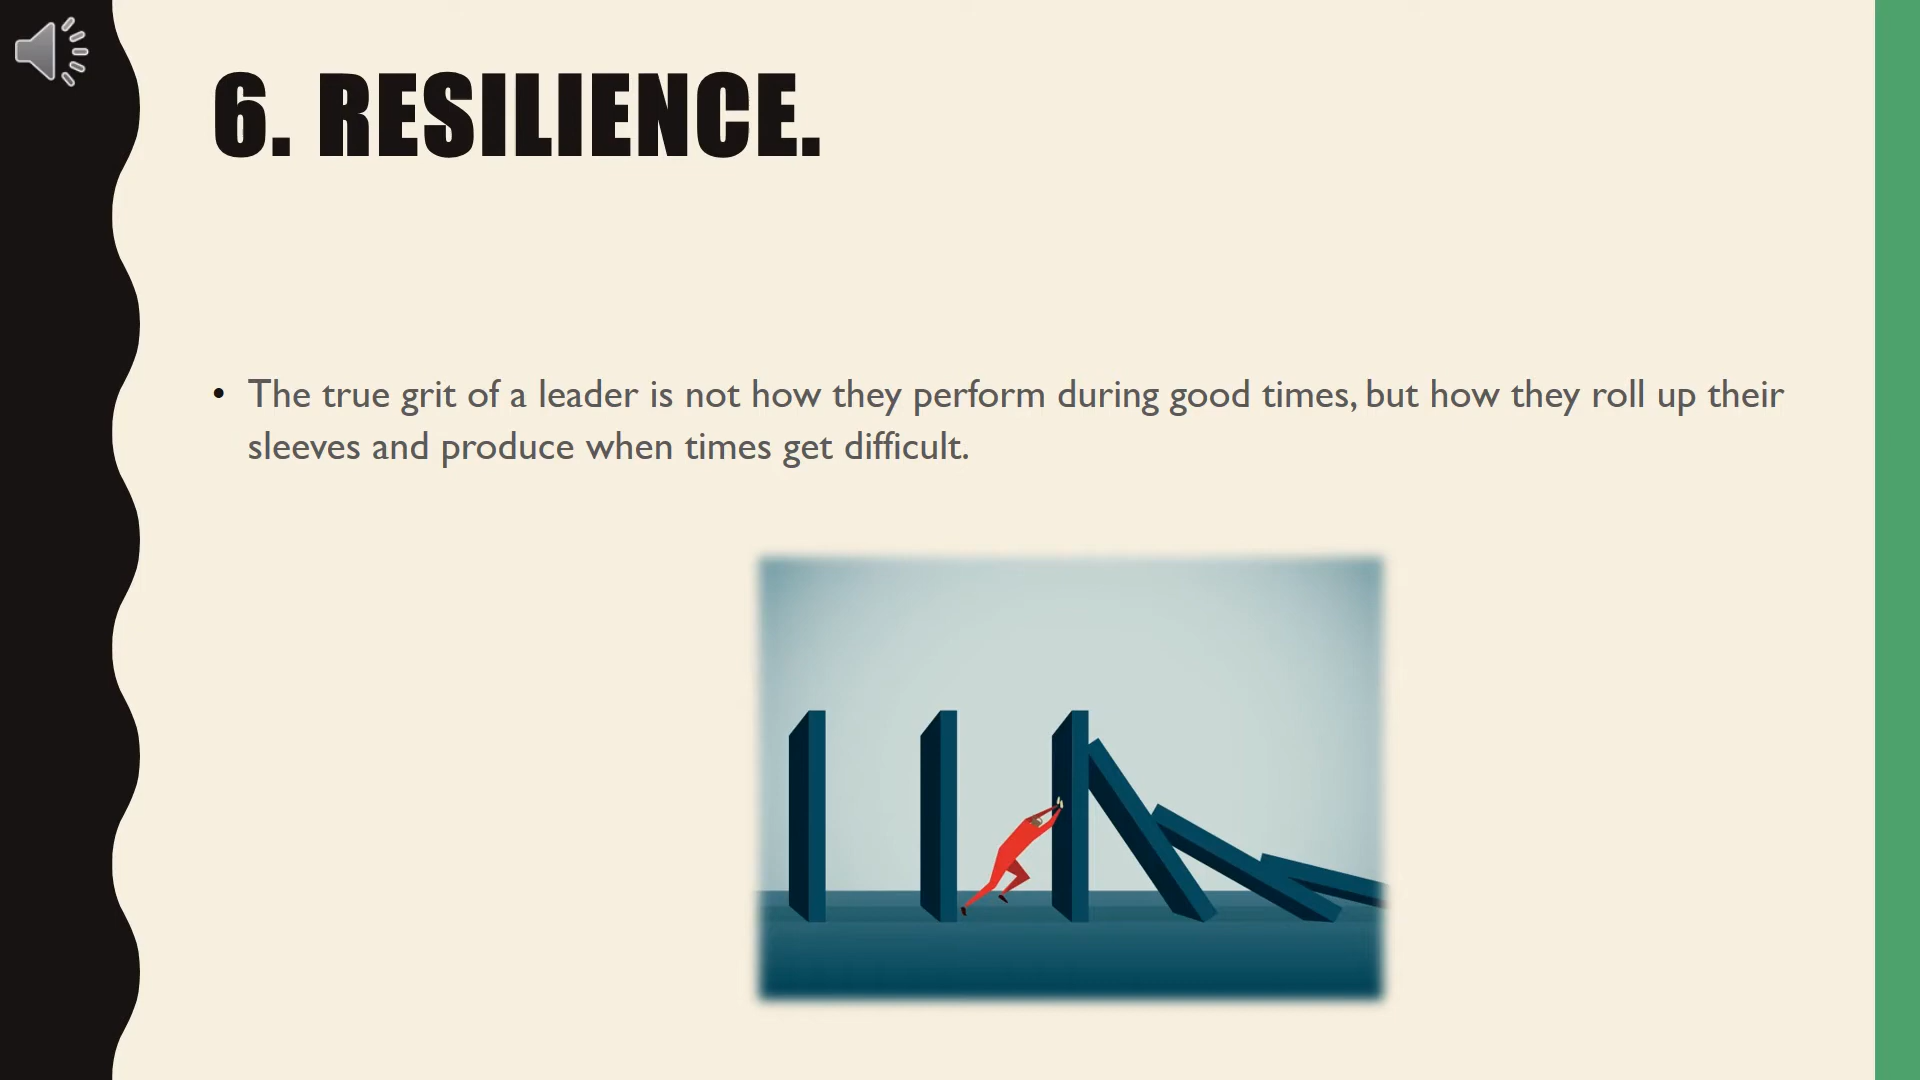 6. RESILIENCE.
• The true grit of a leader is not how they perform during good times, but how they roll up their
sleeves and produce when times get difficult.